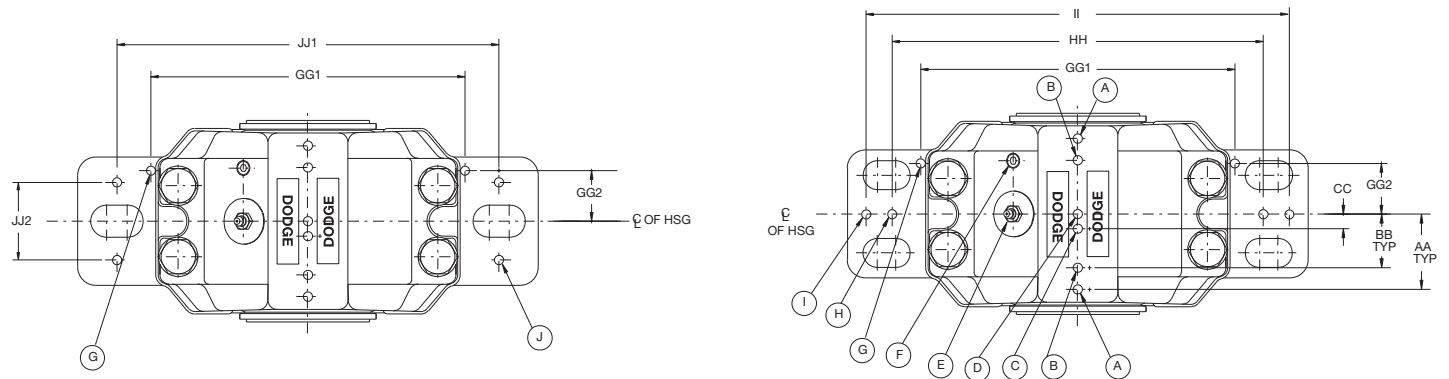 JJ1
GG1
JJ2
GG2
℄ OF HSG
DODGE
DODGE
G
J
II
HH
GG1
B
A
GG2
CC
BB
TYP
AA
TYP
℄
OF HSG
DODGE
DODGE
I
H
G
F
E
D
C
B
A